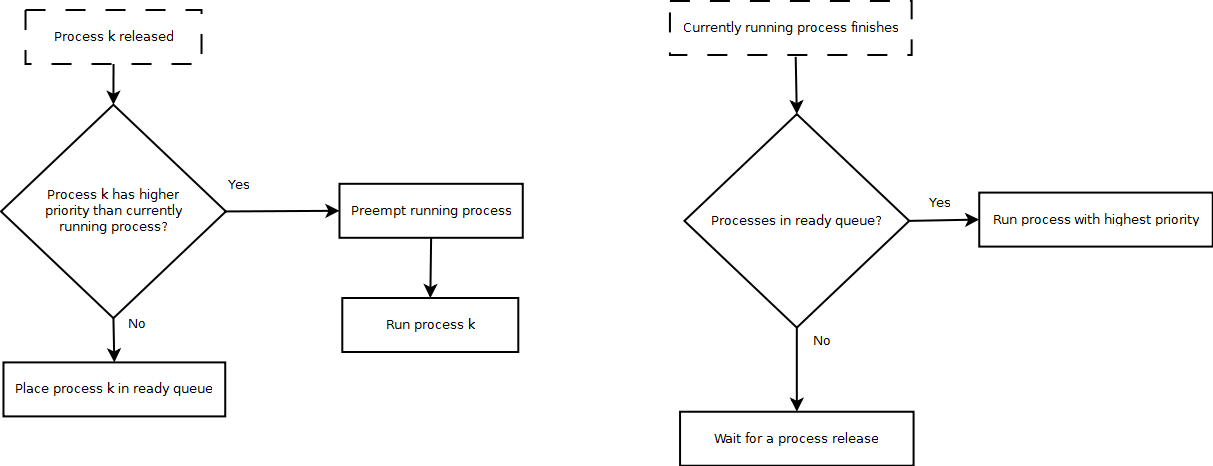 Process k released
Process k has higher
priority than currently
running process?
Yes
Preempt running process
Run process k
No
Place process k in ready queue
Currently running process finishes
Processes in ready queue?
Yes
Run process with highest priority
No
Wait for a process release